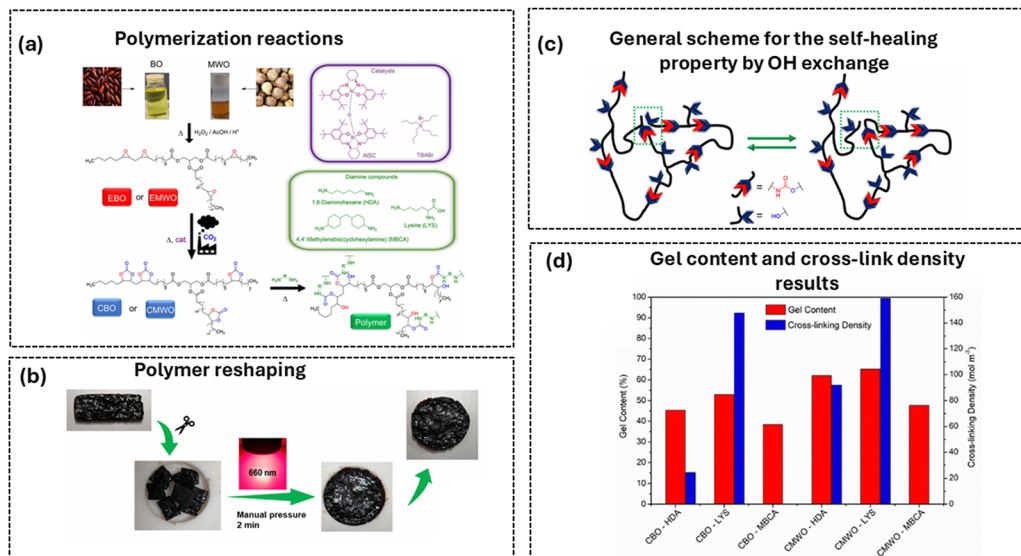 (a)
Polymerization reactions
BO
MWO
H₂O₂ / AcOH / H⁺
Δ
EBO or EMWO
Δ, cat.
CO₂
CBO or CMWO
Δ
Polymer
Catalysts
AlSC
TBABr
Diamine compounds
1,6-Diaminohexane (HDA)
Lysine (LYS)
4,4'-Methylenebis(cyclohexylamine) (MBCA)
(b)
Polymer reshaping
660 nm
Manual pressure
2 min
(c)
General scheme for the self-healing
property by OH exchange
(d)
Gel content and cross-link density
results
Gel Content
Cross-linking Density
Gel Content (%)
100
90
80
70
60
50
40
30
20
10
0
Cross-linking Density (mol m⁻³)
160
140
120
100
80
60
40
20
0
CBO - HDA
CBO - LYS
CBO - MBCA
CMWO - HDA
CMWO - LYS
CMWO - MBCA